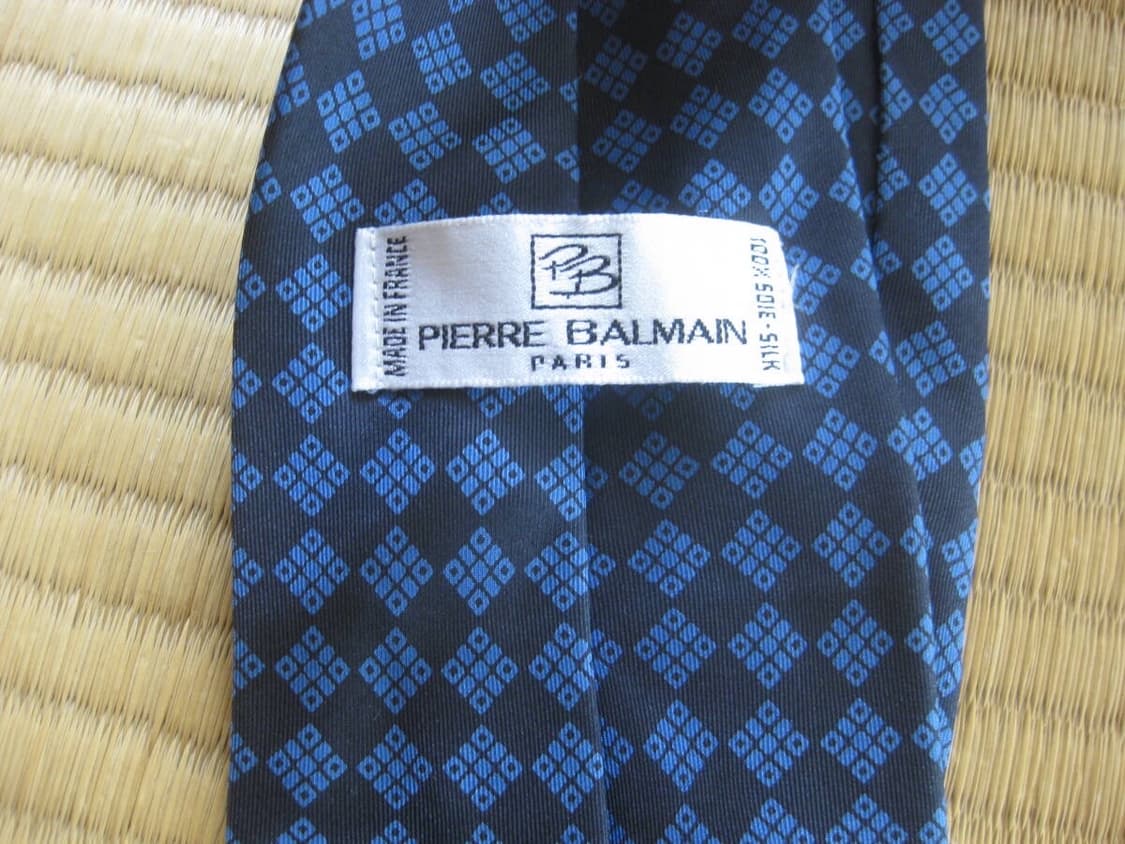 MADE IN FRANCE
PB
PIERRE BALMAIN
PARIS
100% SOIE - SILK